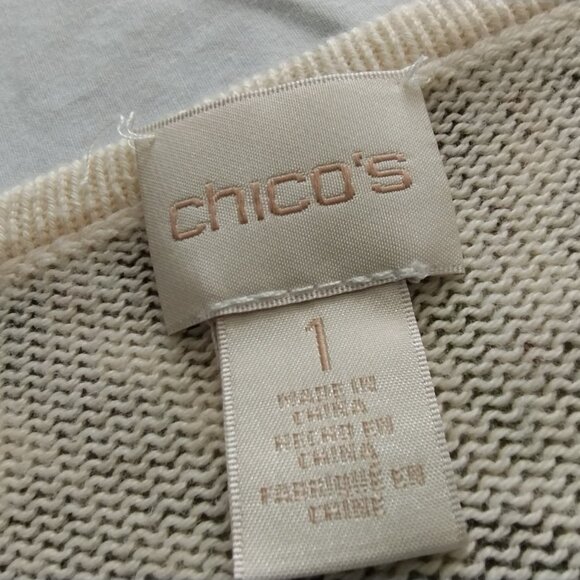 chico's
1
MADE IN
CHINA
HECHO EN
CHINA
FABRIQUÉ EN
CHINE